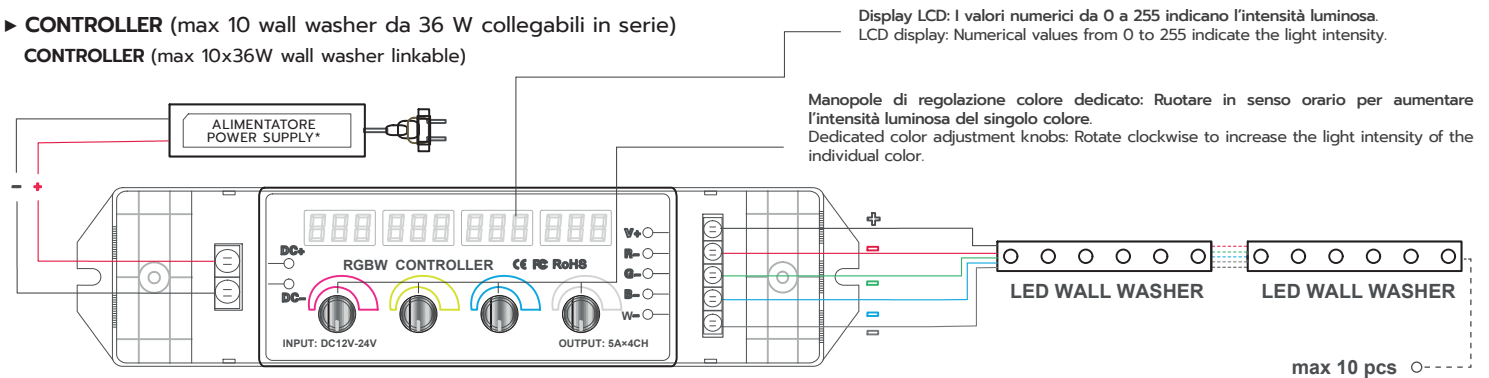 ► CONTROLLER (max 10 wall washer da 36 W collegabili in serie)
CONTROLLER (max 10x36W wall washer linkable)
Display LCD: I valori numerici da 0 a 255 indicano l’intensità luminosa.
LCD display: Numerical values from 0 to 255 indicate the light intensity.
Manopole di regolazione colore dedicato: Ruotare in senso orario per aumentare
l’intensità luminosa del singolo colore.
Dedicated color adjustment knobs: Rotate clockwise to increase the light intensity of the
individual color.
ALIMENTATORE
POWER SUPPLY*
- +
888 888 888 888
DC+
DC-
RGBW CONTROLLER CE FC RoHS
V+
R-
G-
B-
W-
INPUT: DC12V-24V
OUTPUT: 5A×4CH
+
-
-
-
-
LED WALL WASHER
LED WALL WASHER
max 10 pcs